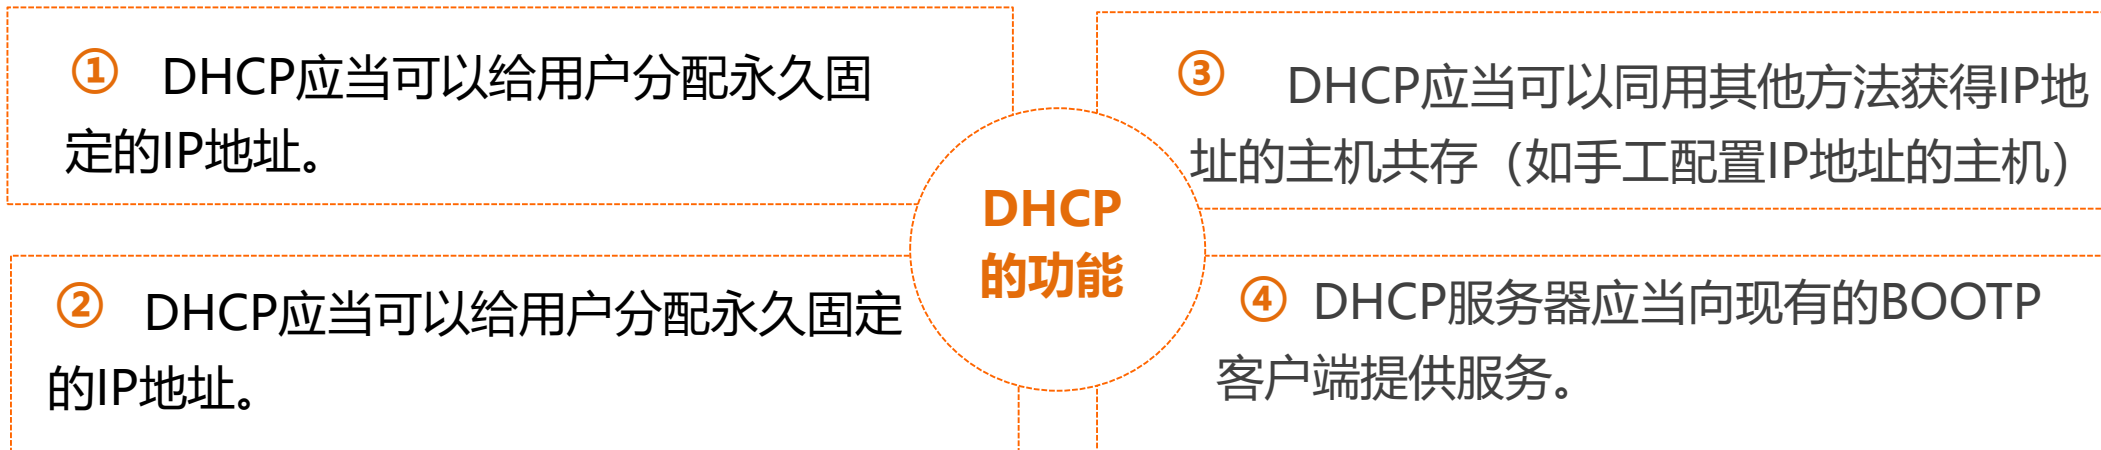 ① DHCP应当可以给用户分配永久固
定的IP地址。
② DHCP应当可以给用户分配永久固定
的IP地址。
DHCP
的功能
③ DHCP应当可以同用其他方法获得IP地
址的主机共存（如手工配置IP地址的主机）
④ DHCP服务器应当向现有的BOOTP
客户端提供服务。